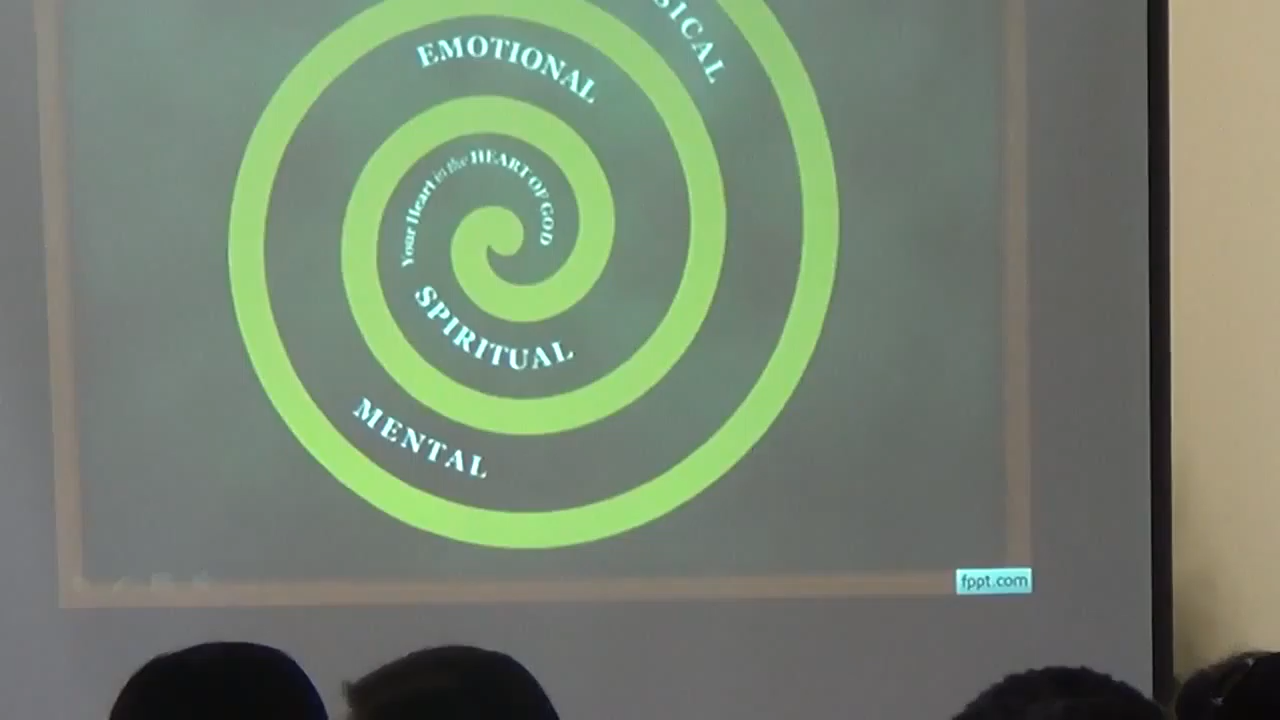 SICAL
EMOTIONAL
Your Heart in the HEART OF GOD
SPIRITUAL
MENTAL
fppt.com